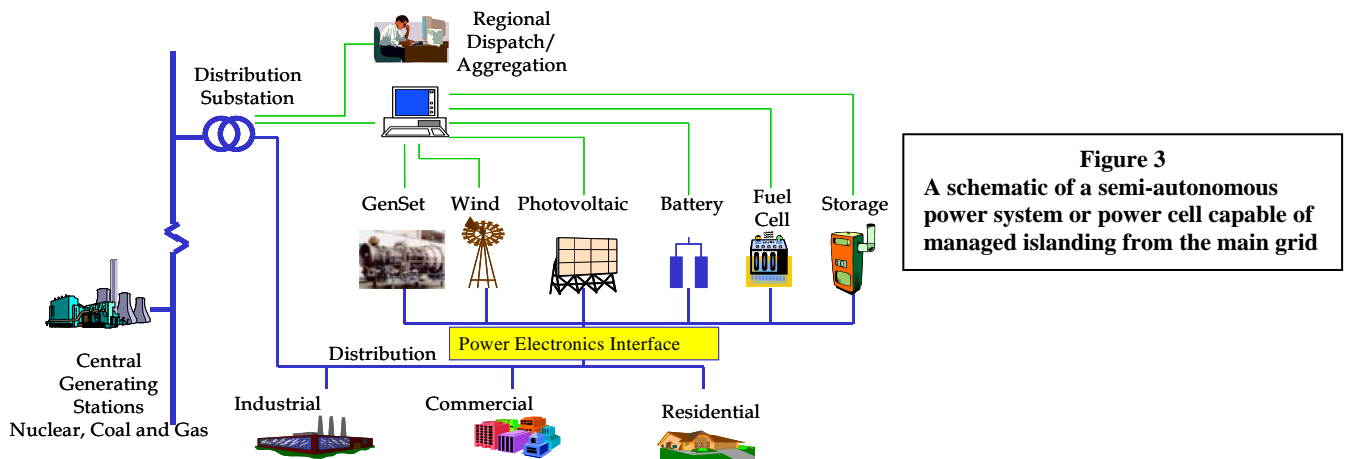 Regional
Dispatch/
Aggregation
Distribution
Substation
GenSet
Wind
Photovoltaic
Battery
Fuel
Cell
Storage
Power Electronics Interface
Distribution
Central
Generating
Stations
Nuclear, Coal and Gas
Industrial
Commercial
Residential
Figure 3
A schematic of a semi-autonomous
power system or power cell capable of
managed islanding from the main grid